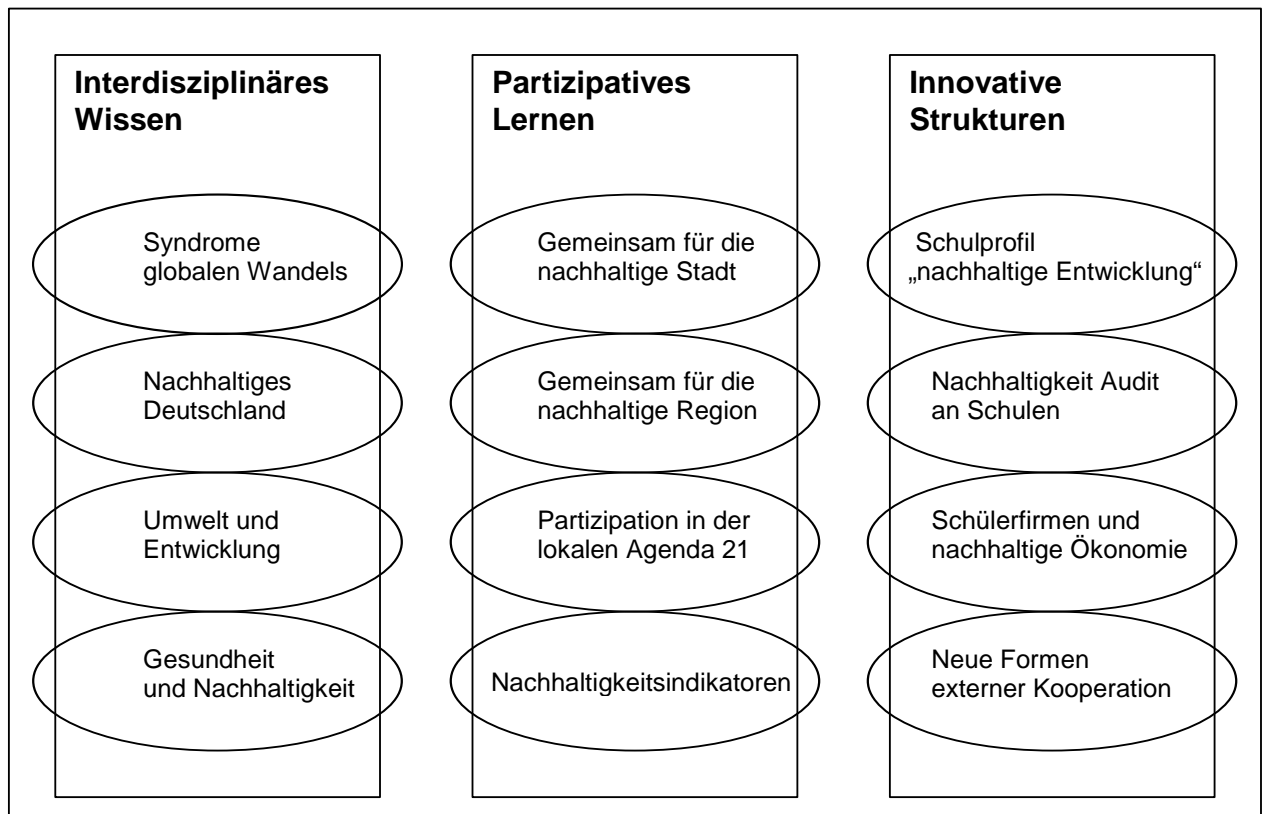 Interdisziplinäres
Wissen
Syndrome
globalen Wandels
Nachhaltiges
Deutschland
Umwelt und
Entwicklung
Gesundheit
und Nachhaltigkeit
Partizipatives
Lernen
Gemeinsam für die
nachhaltige Stadt
Gemeinsam für die
nachhaltige Region
Partizipation in der
lokalen Agenda 21
Nachhaltigkeitsindikatoren
Innovative
Strukturen
Schulprofil
„nachhaltige Entwicklung“
Nachhaltigkeit Audit
an Schulen
Schülerfirmen und
nachhaltige Ökonomie
Neue Formen
externer Kooperation